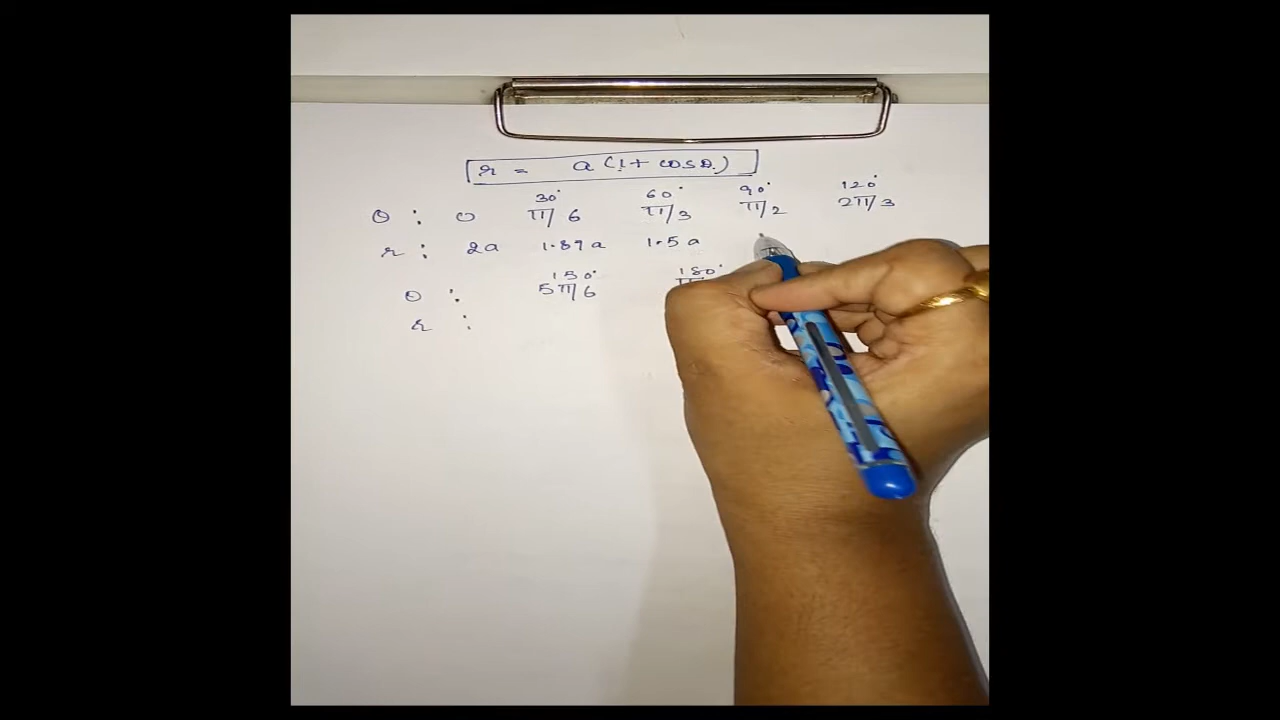 r = a (1 + cosθ)
30° 60° 90° 120°
θ : 0 π/6 π/3 π/2 2π/3
r : 2a 1.87a 1.5a
150° 180°
θ : 5π/6 π
r :